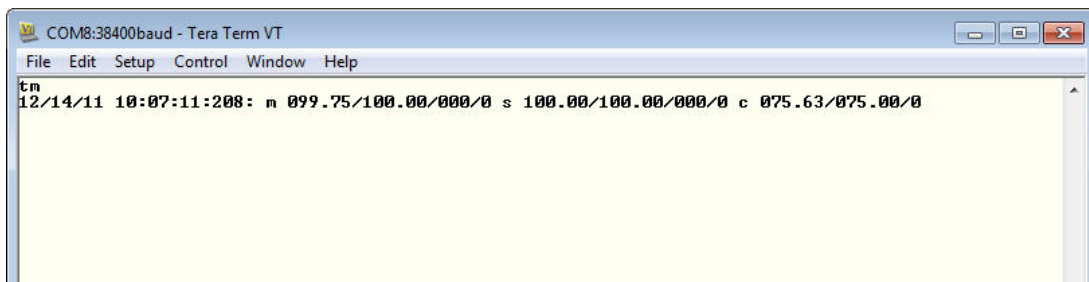 COM8:38400baud - Tera Term VT
File Edit Setup Control Window Help
tm
12/14/11 10:07:11:208: m 099.75/100.00/000/0 s 100.00/100.00/000/0 c 075.63/075.00/0